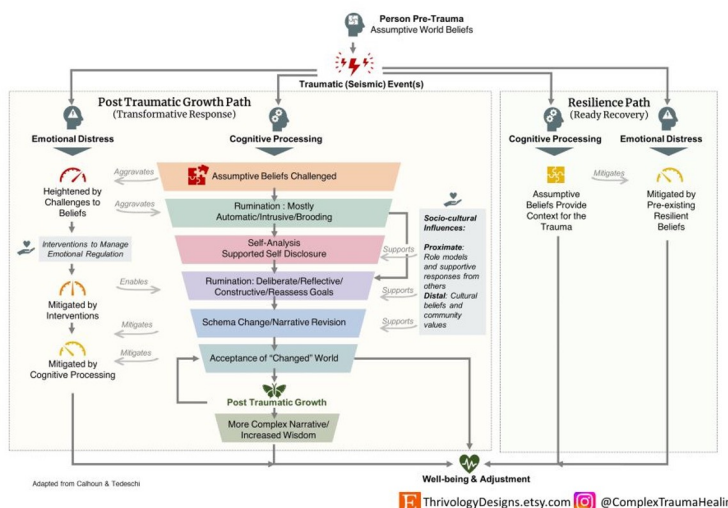 Person Pre-Trauma
Assumptive World Beliefs
Traumatic (Seismic) Event(s)
Post Traumatic Growth Path
(Transformative Response)
Emotional Distress
Cognitive Processing
Aggravates
Assumptive Beliefs Challenged
Heightened by
Challenges to
Beliefs
Aggravates
Rumination : Mostly
Automatic/Intrusive/Brooding
Interventions to Manage
Emotional Regulation
Self-Analysis
Supported Self Disclosure
Supports
Enables
Rumination: Deliberate/Reflective/
Constructive/Reassess Goals
Supports
Mitigated by
Interventions
Mitigates
Schema Change/Narrative Revision
Supports
Mitigates
Acceptance of "Changed" World
Mitigated by
Cognitive Processing
Post Traumatic Growth
More Complex Narrative/
Increased Wisdom
Socio-cultural
Influences:
Proximate:
Role models
and supportive
responses from
others
Distal: Cultural
beliefs and
community
values
Resilience Path
(Ready Recovery)
Cognitive Processing
Emotional Distress
Mitigates
Assumptive
Beliefs Provide
Context for the
Trauma
Mitigated by
Pre-existing
Resilient
Beliefs
Well-being & Adjustment
Adapted from Calhoun & Tedeschi
E ThrivologyDesigns.etsy.com @ComplexTraumaHealin